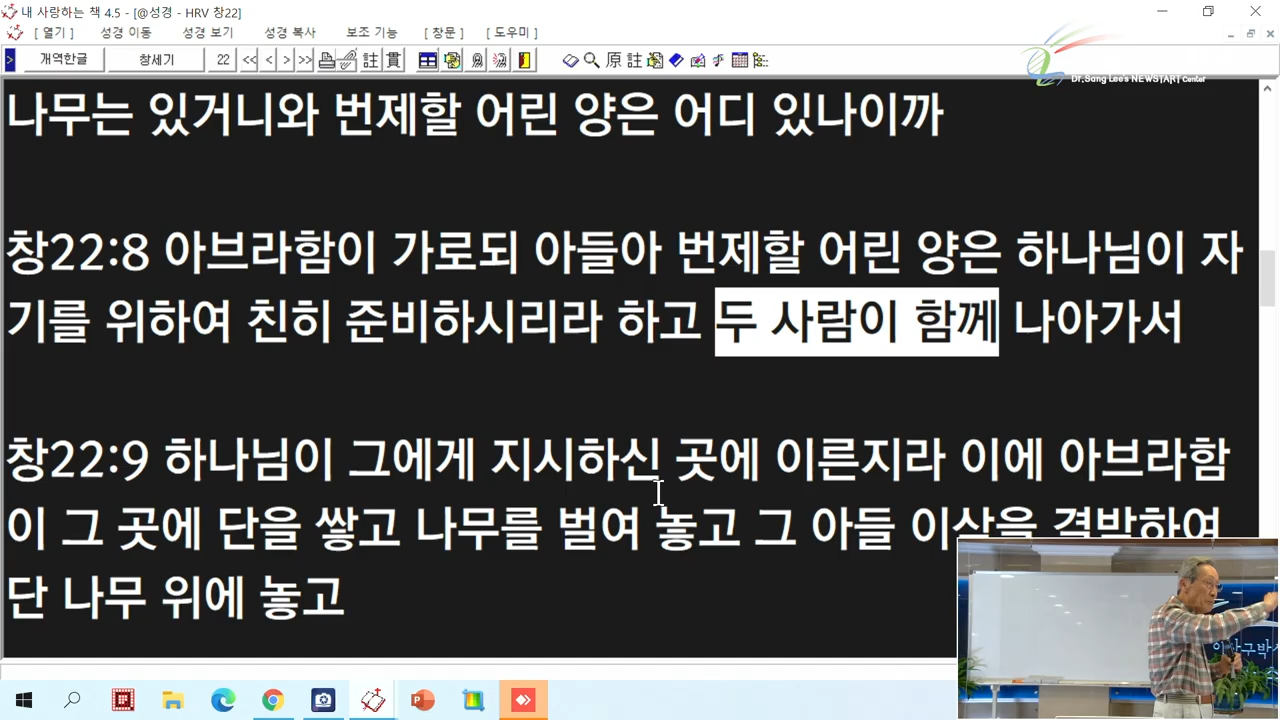 내 사랑하는 책 4.5 - [@성경 - HRV 창22]
[ 열기 ] 성경 이동 성경 보기 성경 복사 보조 기능 [ 창문 ] [ 도우미 ]
개역한글 창세기 22 << < > >> 註 貫 原 註
Dr.Sang Lee's NEWSTART Center
나무는 있거니와 번제할 어린 양은 어디 있나이까
창22:8 아브라함이 가로되 아들아 번제할 어린 양은 하나님이 자
기를 위하여 친히 준비하시리라 하고 두 사람이 함께 나아가서
창22:9 하나님이 그에게 지시하신 곳에 이른지라 이에 아브라함
이 그 곳에 단을 쌓고 나무를 벌여 놓고 그 아들 이삭을 결박하여
단 나무 위에 놓고